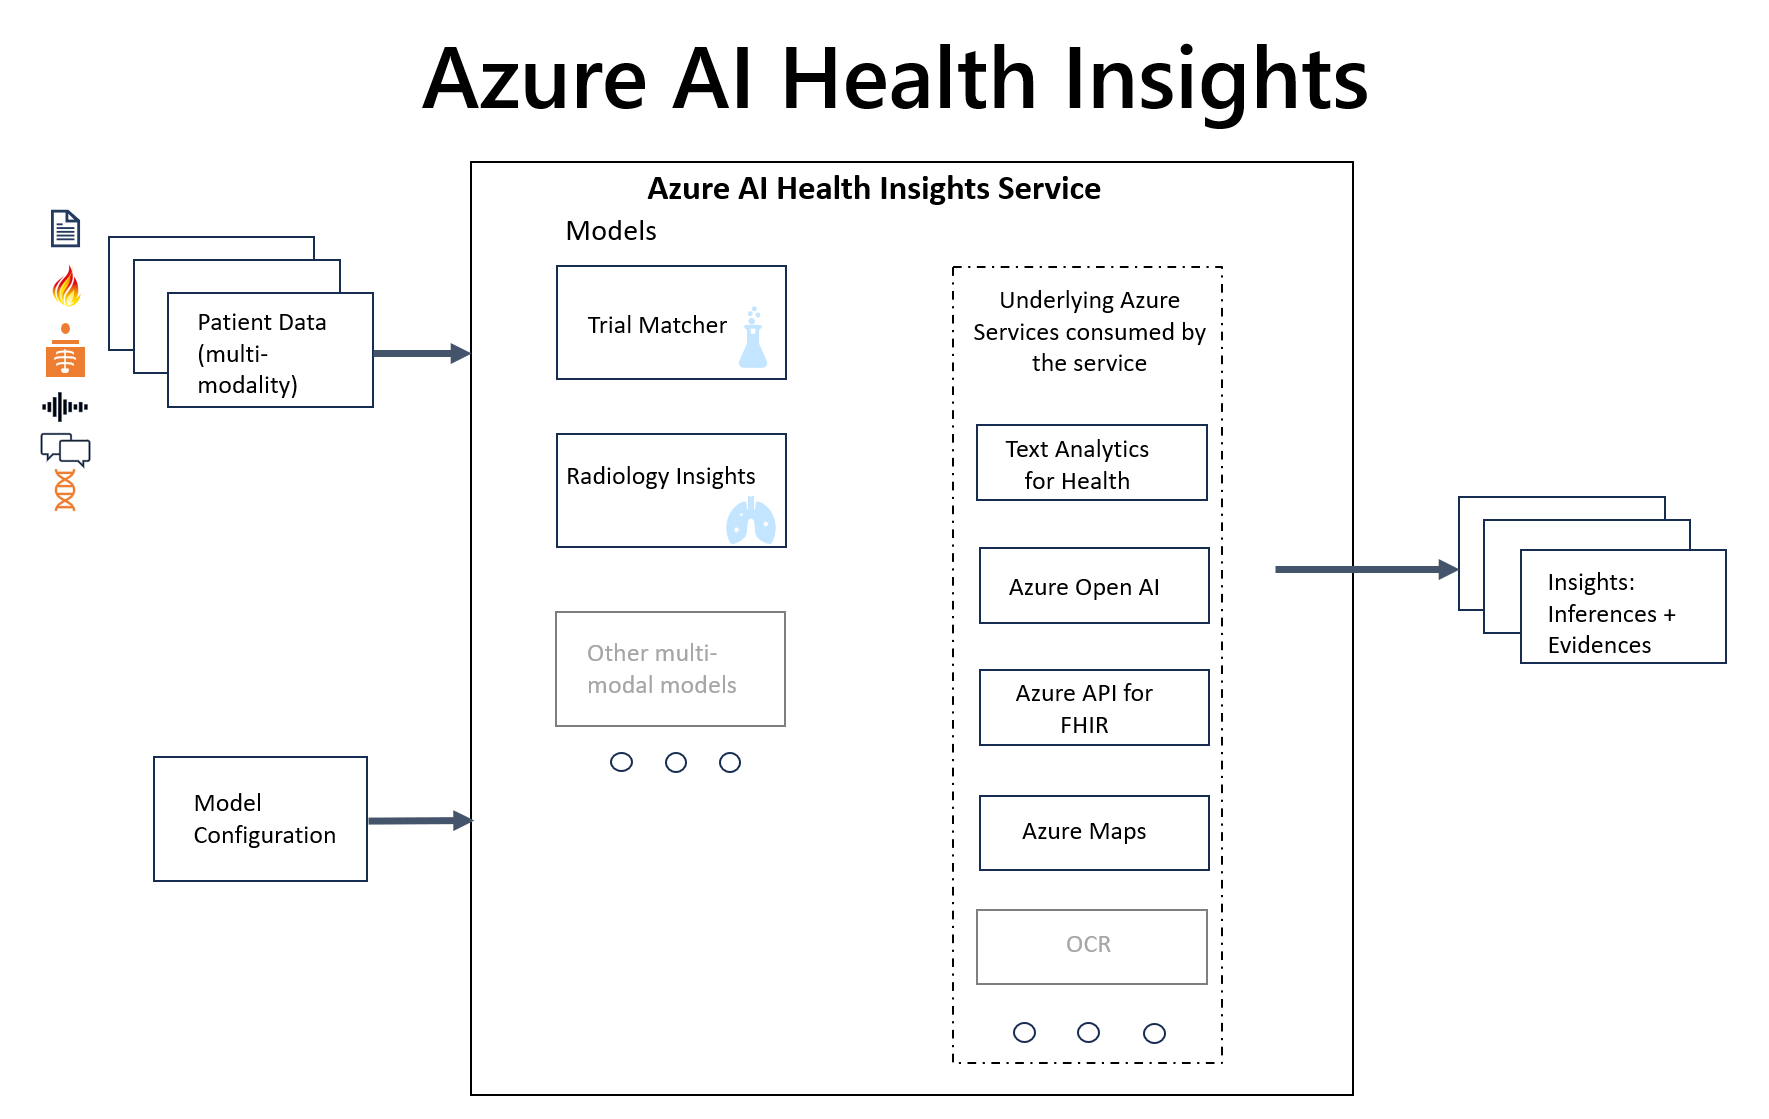 Azure AI Health Insights
Azure AI Health Insights Service
Models
Patient Data
(multi-
modality)
Model
Configuration
Trial Matcher
Radiology Insights
Other multi-
modal models
Underlying Azure
Services consumed by
the service
Text Analytics
for Health
Azure Open AI
Azure API for
FHIR
Azure Maps
OCR
Insights:
Inferences +
Evidences